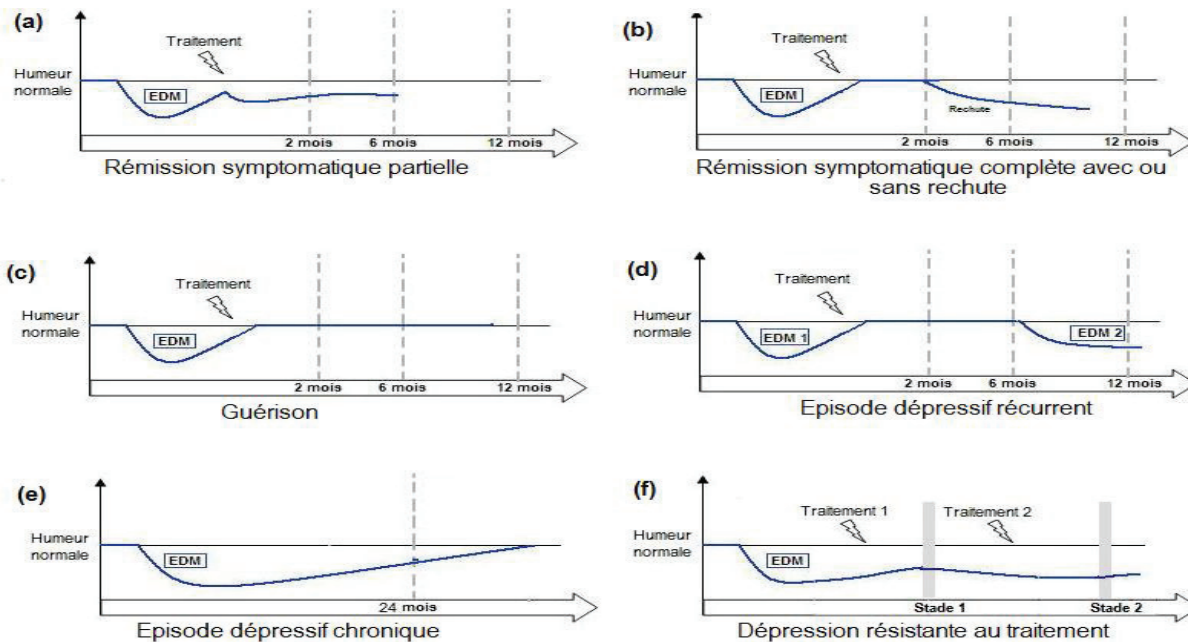 (a)
Traitement
Humeur
normale
EDM
2 mois
6 mois
12 mois
Rémission symptomatique partielle
(b)
Traitement
Humeur
normale
EDM
Rechute
2 mois
6 mois
12 mois
Rémission symptomatique complète avec ou
sans rechute
(c)
Traitement
Humeur
normale
EDM
2 mois
6 mois
12 mois
Guérison
(d)
Traitement
Humeur
normale
EDM 1
EDM 2
2 mois
6 mois
12 mois
Episode dépressif récurrent
(e)
Humeur
normale
EDM
24 mois
Episode dépressif chronique
(f)
Traitement 1
Traitement 2
Humeur
normale
EDM
Stade 1
Stade 2
Dépression résistante au traitement